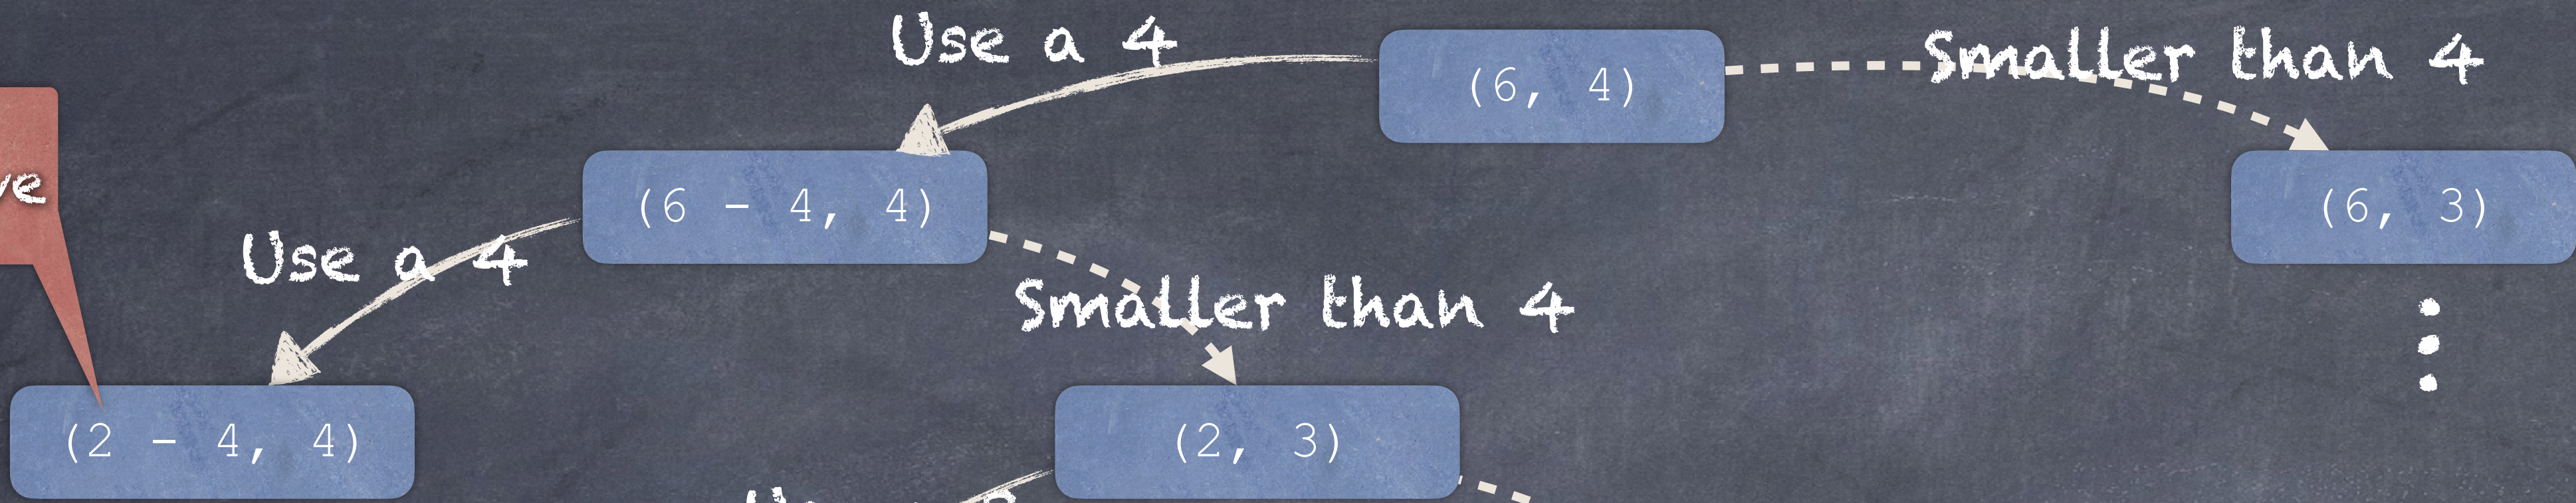 Use a 4
(6, 4)
Smaller than 4
(6 - 4, 4)
(6, 3)
Use a 4
Smaller than 4
(2 - 4, 4)
(2, 3)